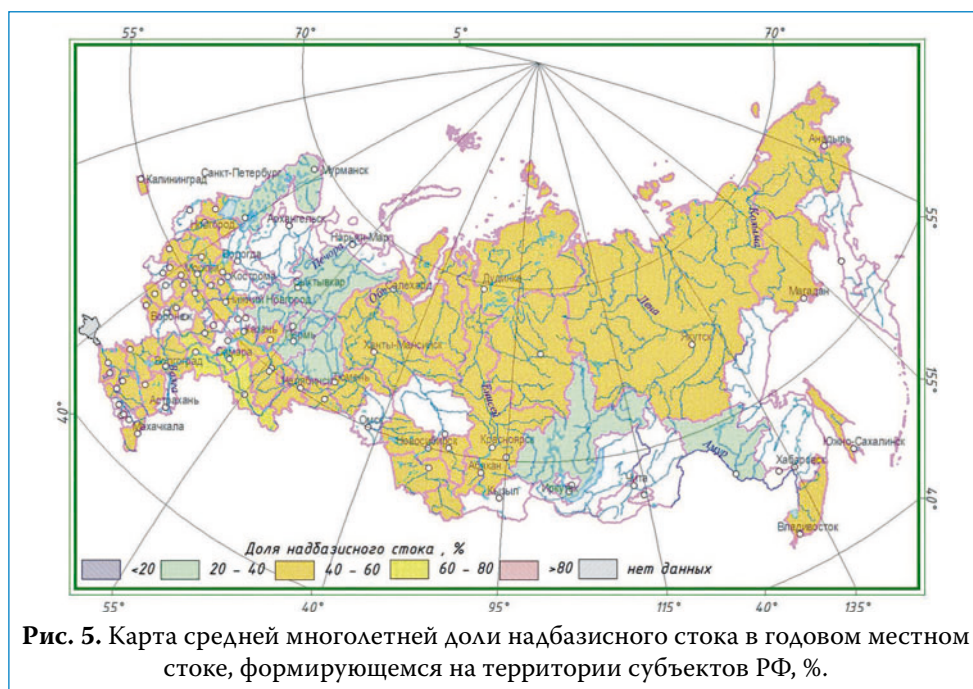 55° 70° 5° 70°
Анадырь
Санкт-Петербург
Мурманск
Калининград
55°
Архангельск
Колыма
Нарьян-Мар
Вологда
Печора
Кострома
Сыктывкар
Магадан
Обь
Салехард
Дудинка
Лена
Нижний Новгород
Воронеж
Казань
Пермь
Якутск
Ханты-Мансийск
Самара
Волгоград
Челябинск
Тюмень
Енисей
55°
Волга
Астрахань
40°
Омск
Махачкала
Новосибирск
Красноярск
Южно-Сахалинск
Амур
Хабаровск
Абакан
Кызыл
Иркутск
Чита
40°
Владивосток
Доля надбазисного стока , %
<20 20 - 40 40 - 60 60 - 80 >80 нет данных
55° 40° 95° 115° 40° 135°
Рис. 5. Карта средней многолетней доли надбазисного стока в годовом местном
стоке, формирующемся на территории субъектов РФ, %.